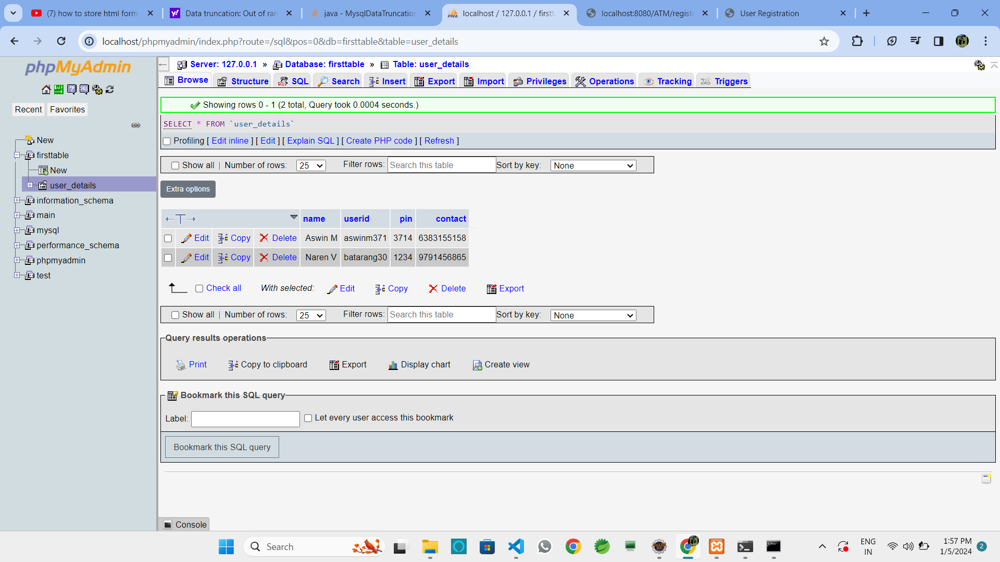 (7) how to store html form
Data truncation: Out of ran
java - MysqlDataTruncation
localhost / 127.0.0.1 / firstt
localhost:8080/ATM/registe
User Registration
localhost/phpmyadmin/index.php?route=/sql&pos=0&db=firsttable&table=user_details
phpMyAdmin
Recent Favorites
New
firsttable
New
user_details
information_schema
main
mysql
performance_schema
phpmyadmin
test
Server: 127.0.0.1 » Database: firsttable » Table: user_details
Browse Structure SQL Search Insert Export Import Privileges Operations Tracking Triggers
Showing rows 0 - 1 (2 total, Query took 0.0004 seconds.)
SELECT * FROM `user_details`
Profiling [ Edit inline ] [ Edit ] [ Explain SQL ] [ Create PHP code ] [ Refresh ]
Show all | Number of rows: 25 Filter rows: Search this table Sort by key: None
Extra options
←T→ name userid pin contact
Edit Copy Delete Aswin M aswinm371 3714 6383155158
Edit Copy Delete Naren V batarang30 1234 9791456865
Check all With selected: Edit Copy Delete Export
Show all | Number of rows: 25 Filter rows: Search this table Sort by key: None
Query results operations
Print Copy to clipboard Export Display chart Create view
Bookmark this SQL query
Label: Let every user access this bookmark
Bookmark this SQL query
Console
Search
ENG
IN
1:57 PM
1/5/2024
2